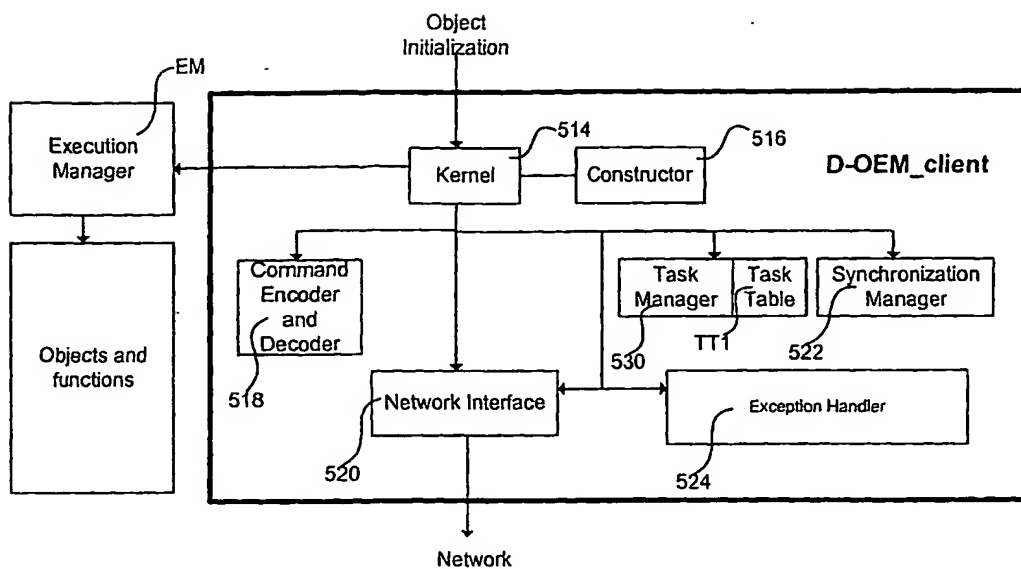 Object
Initialization
EM
Execution
Manager
514
516
Kernel
Constructor
D-OEM_client
Command
Encoder
and
Decoder
Task
Manager
Task
Table
Synchronization
Manager
Objects and
functions
518
530
TT1
522
Network Interface
Exception Handler
520
524
Network